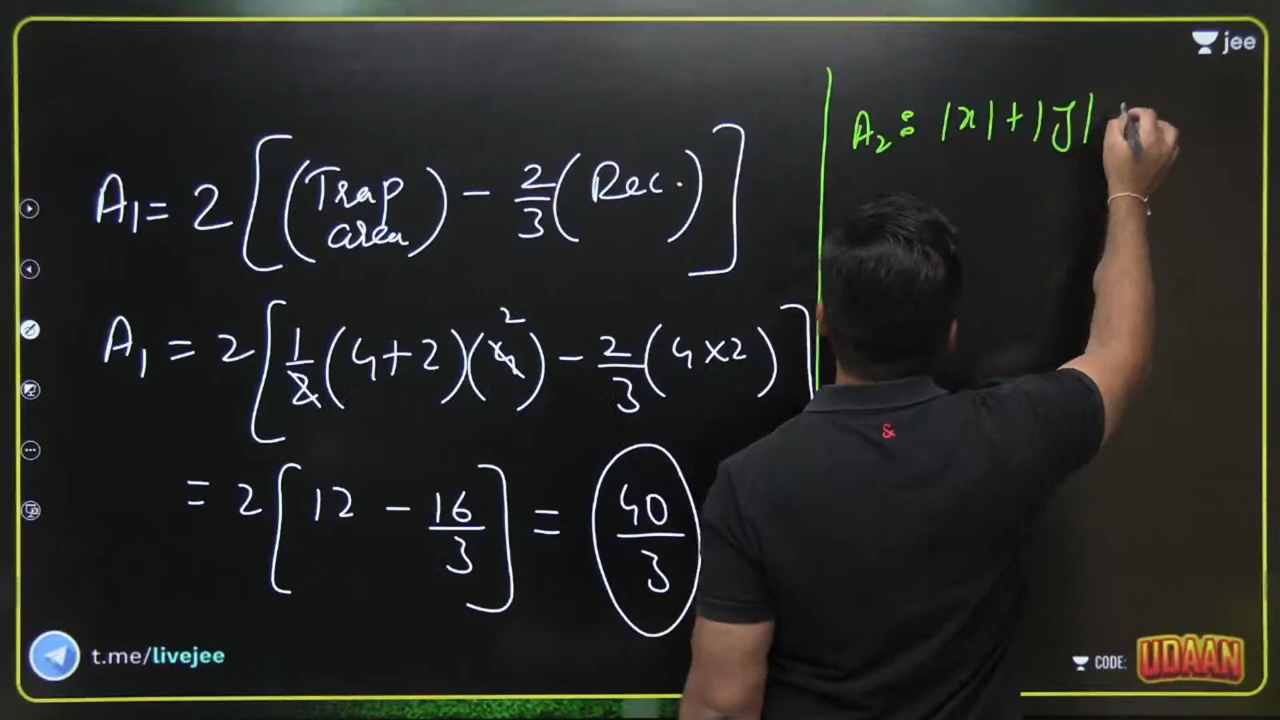 jee
A₂ : |x| + |y|
A₁ = 2 [ ( Trap area ) − 2/3 ( Rec. ) ]
A₁ = 2 [ 1/2 (4+2)(4) 2 − 2/3 (4×2) ]
= 2 [ 12 − 16/3 ] = 40/3
&
t.me/livejee
CODE: UDAAN